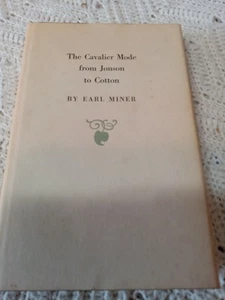 The Cavalier Mode
from Jonson
to Cotton
BY EARL MINER